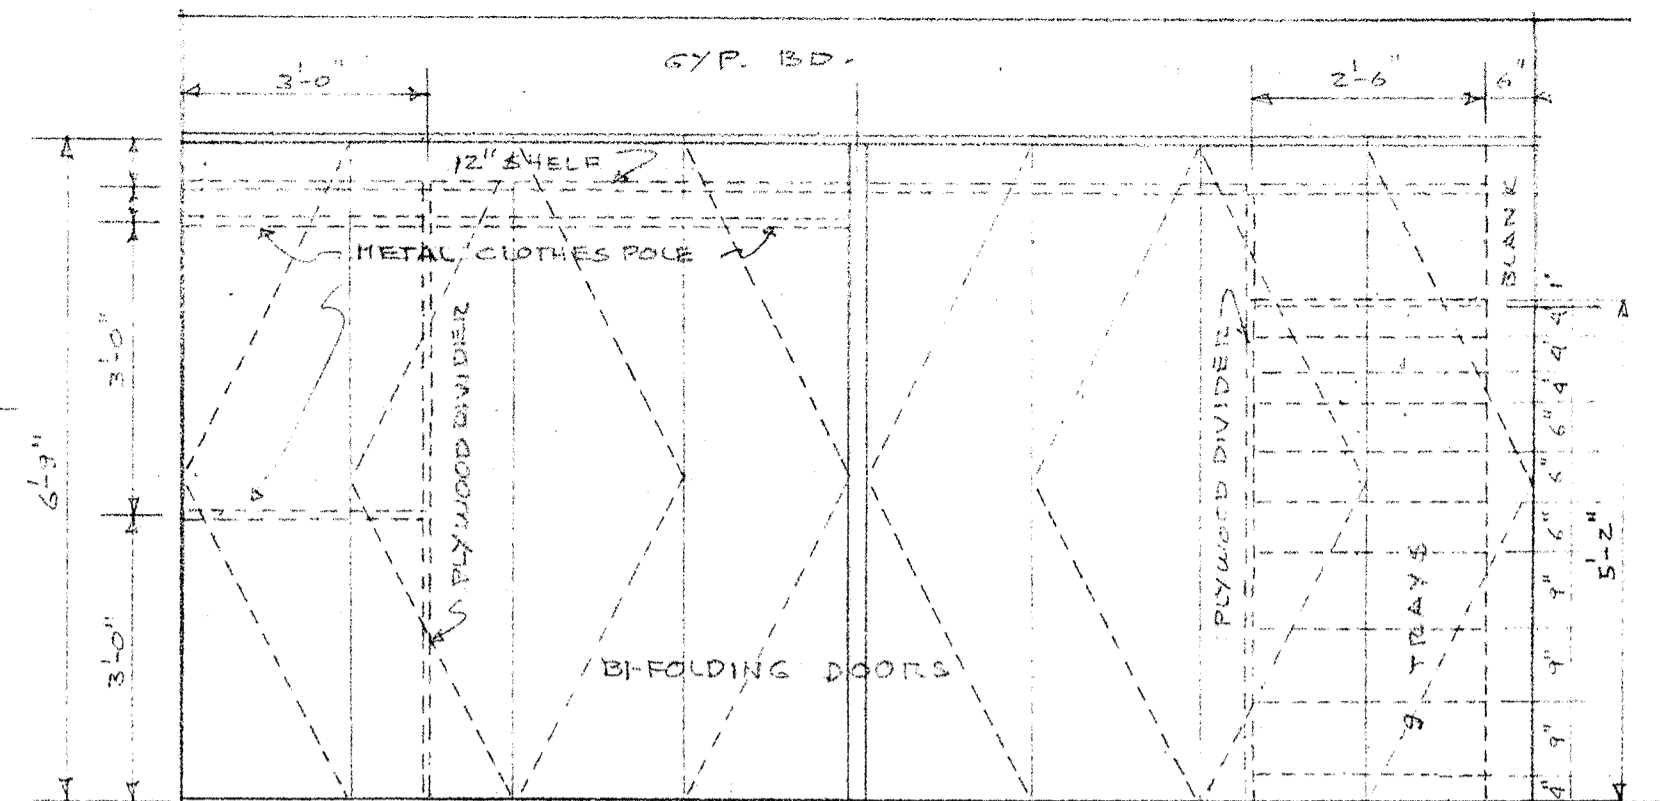 GYP. BD.
3'-0"
2'-6"
6"
12" SHELF
METAL CLOTHES POLE
BLANK
1"
4"
4"
4"
6"
6"
6"
9"
9"
9"
4"
5'-2"
3'-0"
6'-9"
3'-0"
PLYWOOD DIVIDER
PLYWOOD DIVIDER
9 TRAYS
BI-FOLDING DOORS